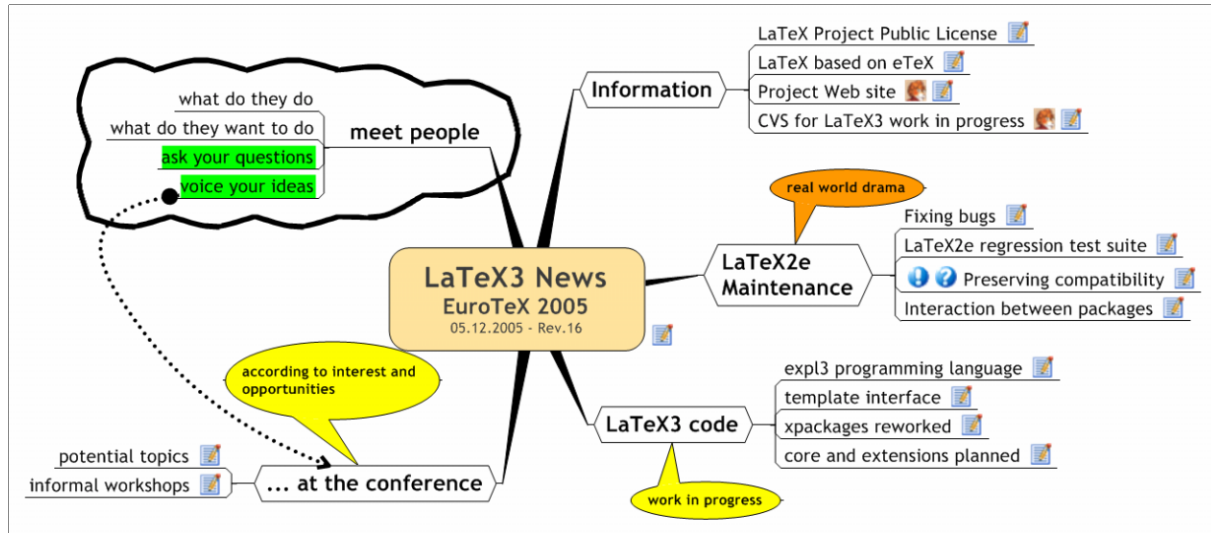 LaTeX3 News
EuroTeX 2005
05.12.2005 - Rev.16
Information
LaTeX Project Public License
LaTeX based on eTeX
Project Web site
CVS for LaTeX3 work in progress
real world drama
LaTeX2e
Maintenance
Fixing bugs
LaTeX2e regression test suite
! ? Preserving compatibility
Interaction between packages
LaTeX3 code
expl3 programming language
template interface
xpackages reworked
core and extensions planned
work in progress
... at the conference
according to interest and
opportunities
potential topics
informal workshops
meet people
what do they do
what do they want to do
ask your questions
voice your ideas